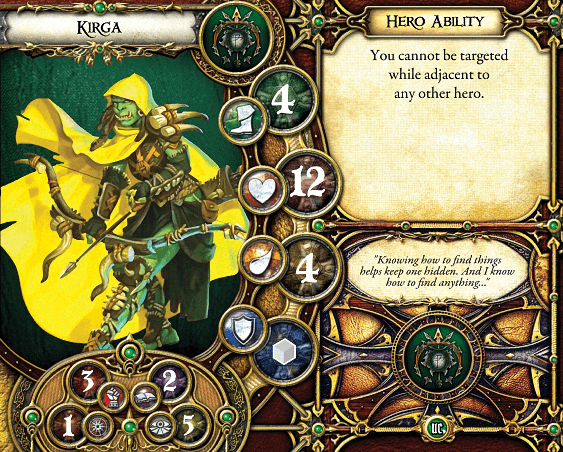 Kirga
Hero Ability
You cannot be targeted
while adjacent to
any other hero.
4
12
4
"Knowing how to find things
helps keep one hidden. And I know
how to find anything..."
3
2
1
5
UC